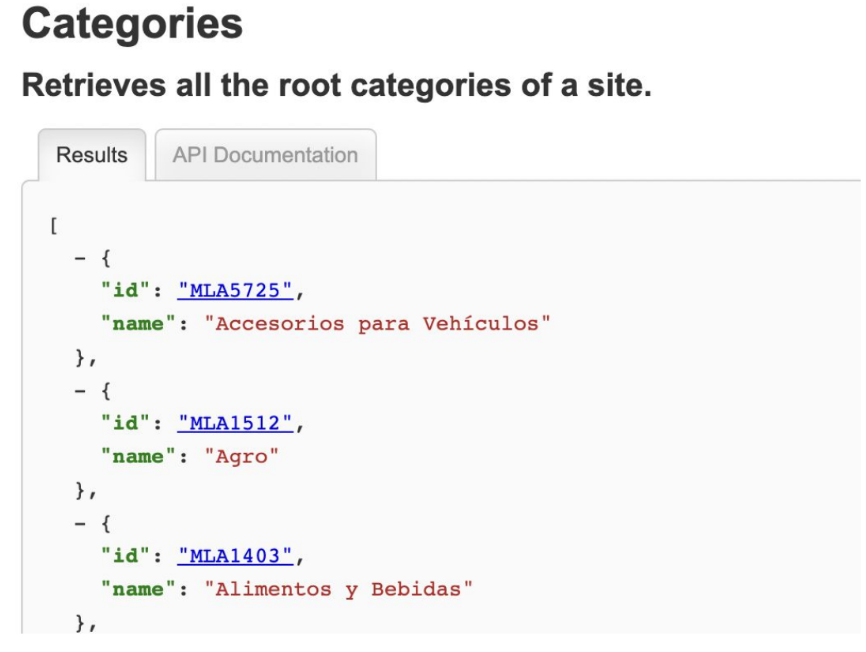 Categories
Retrieves all the root categories of a site.
Results API Documentation
[
- {
"id": "MLA5725",
"name": "Accesorios para Vehículos"
},
- {
"id": "MLA1512",
"name": "Agro"
},
- {
"id": "MLA1403",
"name": "Alimentos y Bebidas"
},